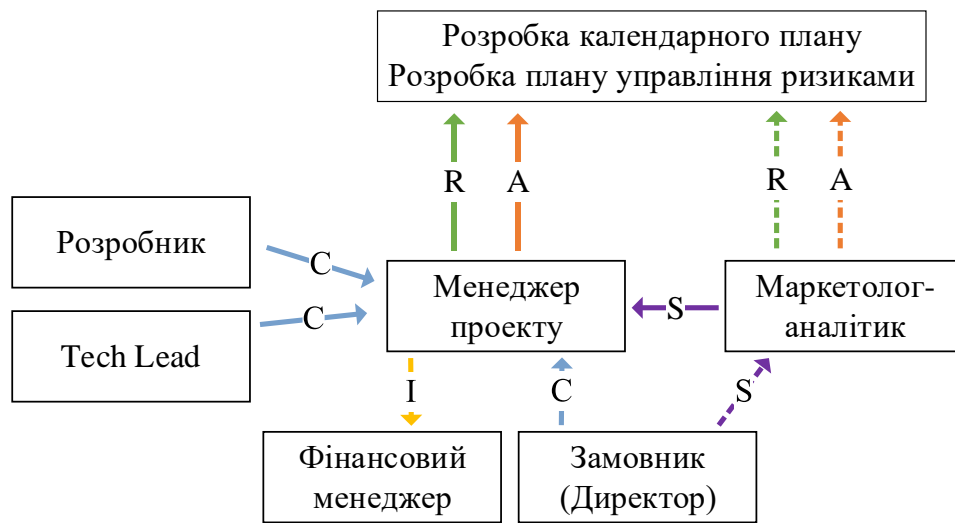 Розробка календарного плану
Розробка плану управління ризиками
R
A
R
A
Розробник
C
C
Tech Lead
Менеджер
проекту
S
Маркетолог-
аналітик
I
C
S
Фінансовий
менеджер
Замовник
(Директор)